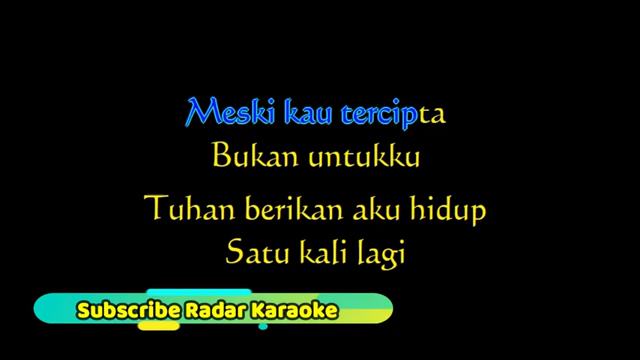 Meski kau tercipta
Bukan untukku
Tuhan berikan aku hidup
Satu kali lagi
Subscribe Radar Karaoke